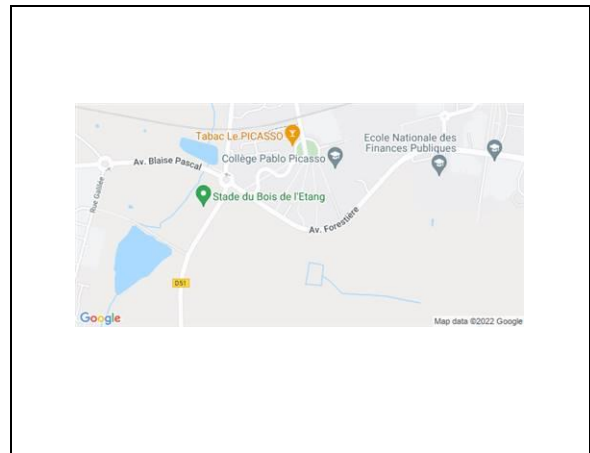 Tabac Le PICASSO
Ecole Nationale des
Finances Publiques
Av. Blaise Pascal
Collège Pablo Picasso
Rue Galilée
Stade du Bois de l'Etang
Av. Forestière
D51
Google
Map data ©2022 Google